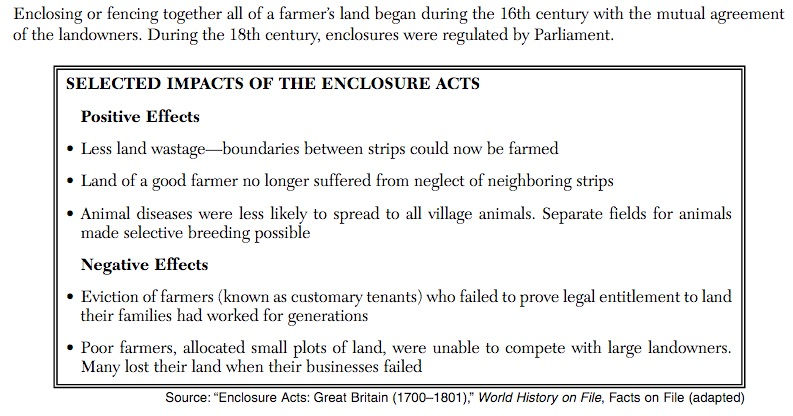 Enclosing or fencing together all of a farmer's land began during the 16th century with the mutual agreement
of the landowners. During the 18th century, enclosures were regulated by Parliament.
SELECTED IMPACTS OF THE ENCLOSURE ACTS
Positive Effects
• Less land wastage—boundaries between strips could now be farmed
• Land of a good farmer no longer suffered from neglect of neighboring strips
• Animal diseases were less likely to spread to all village animals. Separate fields for animals
made selective breeding possible
Negative Effects
• Eviction of farmers (known as customary tenants) who failed to prove legal entitlement to land
their families had worked for generations
• Poor farmers, allocated small plots of land, were unable to compete with large landowners.
Many lost their land when their businesses failed
Source: “Enclosure Acts: Great Britain (1700–1801),” World History on File, Facts on File (adapted)